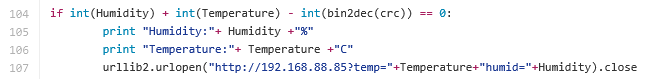 104 if int(Humidity) + int(Temperature) - int(bin2dec(crc)) == 0:
105 print "Humidity:"+ Humidity +"%"
106 print "Temperature:"+ Temperature +"C"
107 urllib2.urlopen("http://192.168.88.85?temp="+Temperature+"humid="+Humidity).close